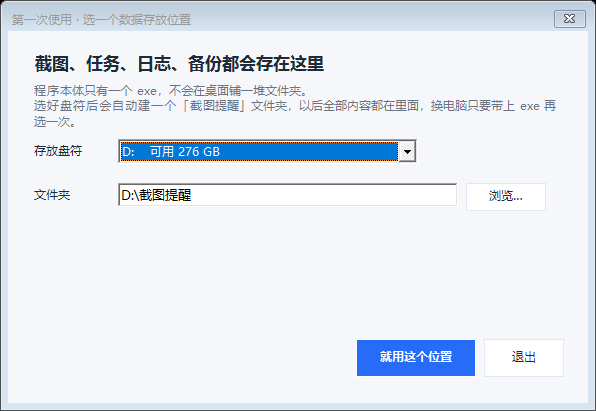 第一次使用 · 选一个数据存放位置
截图、任务、日志、备份都会存在这里
程序本体只有一个 exe，不会在桌面铺一堆文件夹。
选好盘符后会自动建一个「截图提醒」文件夹，以后全部内容都在里面，换电脑只要带上 exe 再
选一次。
存放盘符
D: 可用 276 GB
文件夹
D:\截图提醒
浏览...
就用这个位置
退出